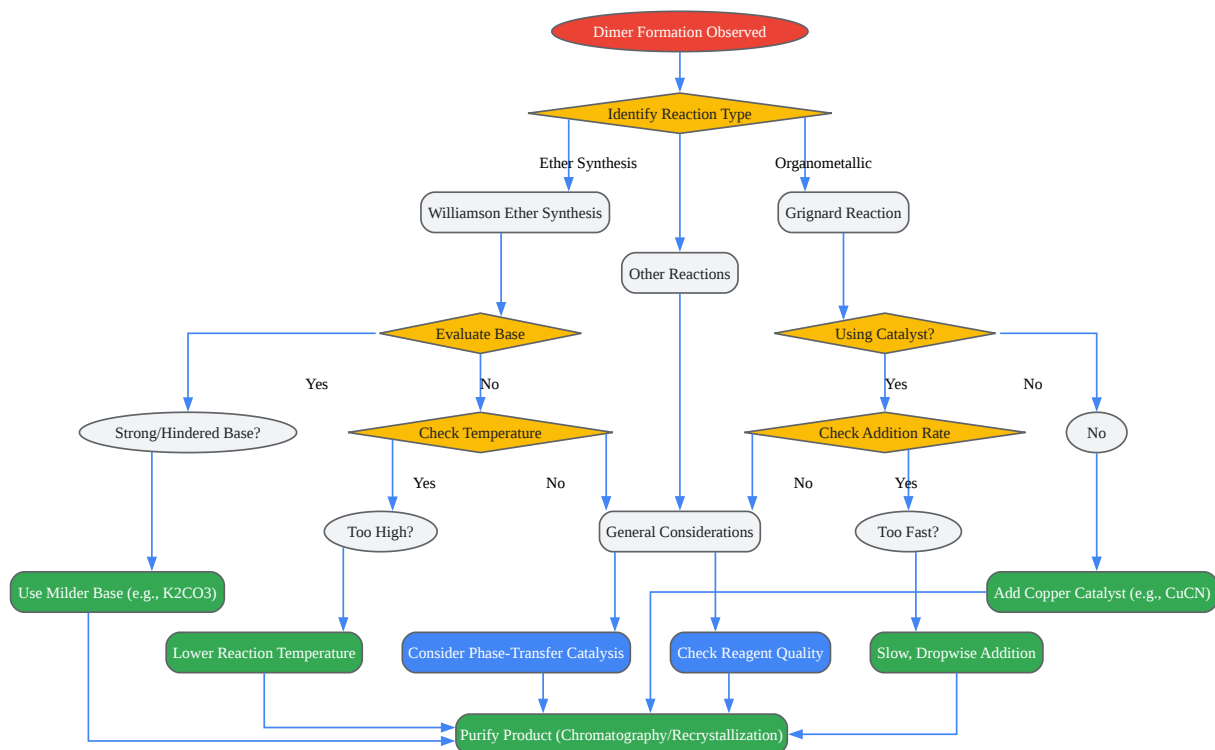 Dimer Formation Observed
Identify Reaction Type
Ether Synthesis
Organometallic
Williamson Ether Synthesis
Grignard Reaction
Other Reactions
Evaluate Base
Using Catalyst?
Yes
No
Yes
No
Strong/Hindered Base?
Check Temperature
Check Addition Rate
No
Yes
No
No
Yes
Too High?
General Considerations
Too Fast?
Use Milder Base (e.g., K2CO3)
Add Copper Catalyst (e.g., CuCN)
Lower Reaction Temperature
Consider Phase-Transfer Catalysis
Check Reagent Quality
Slow, Dropwise Addition
Purify Product (Chromatography/Recrystallization)